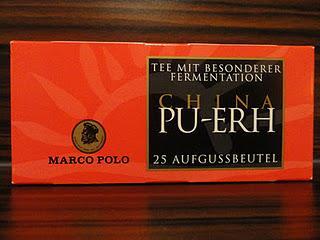 TEE MIT BESONDERER
FERMENTATION
CHINA
PU-ERH
25 AUFGUSSBEUTEL
MARCO POLO